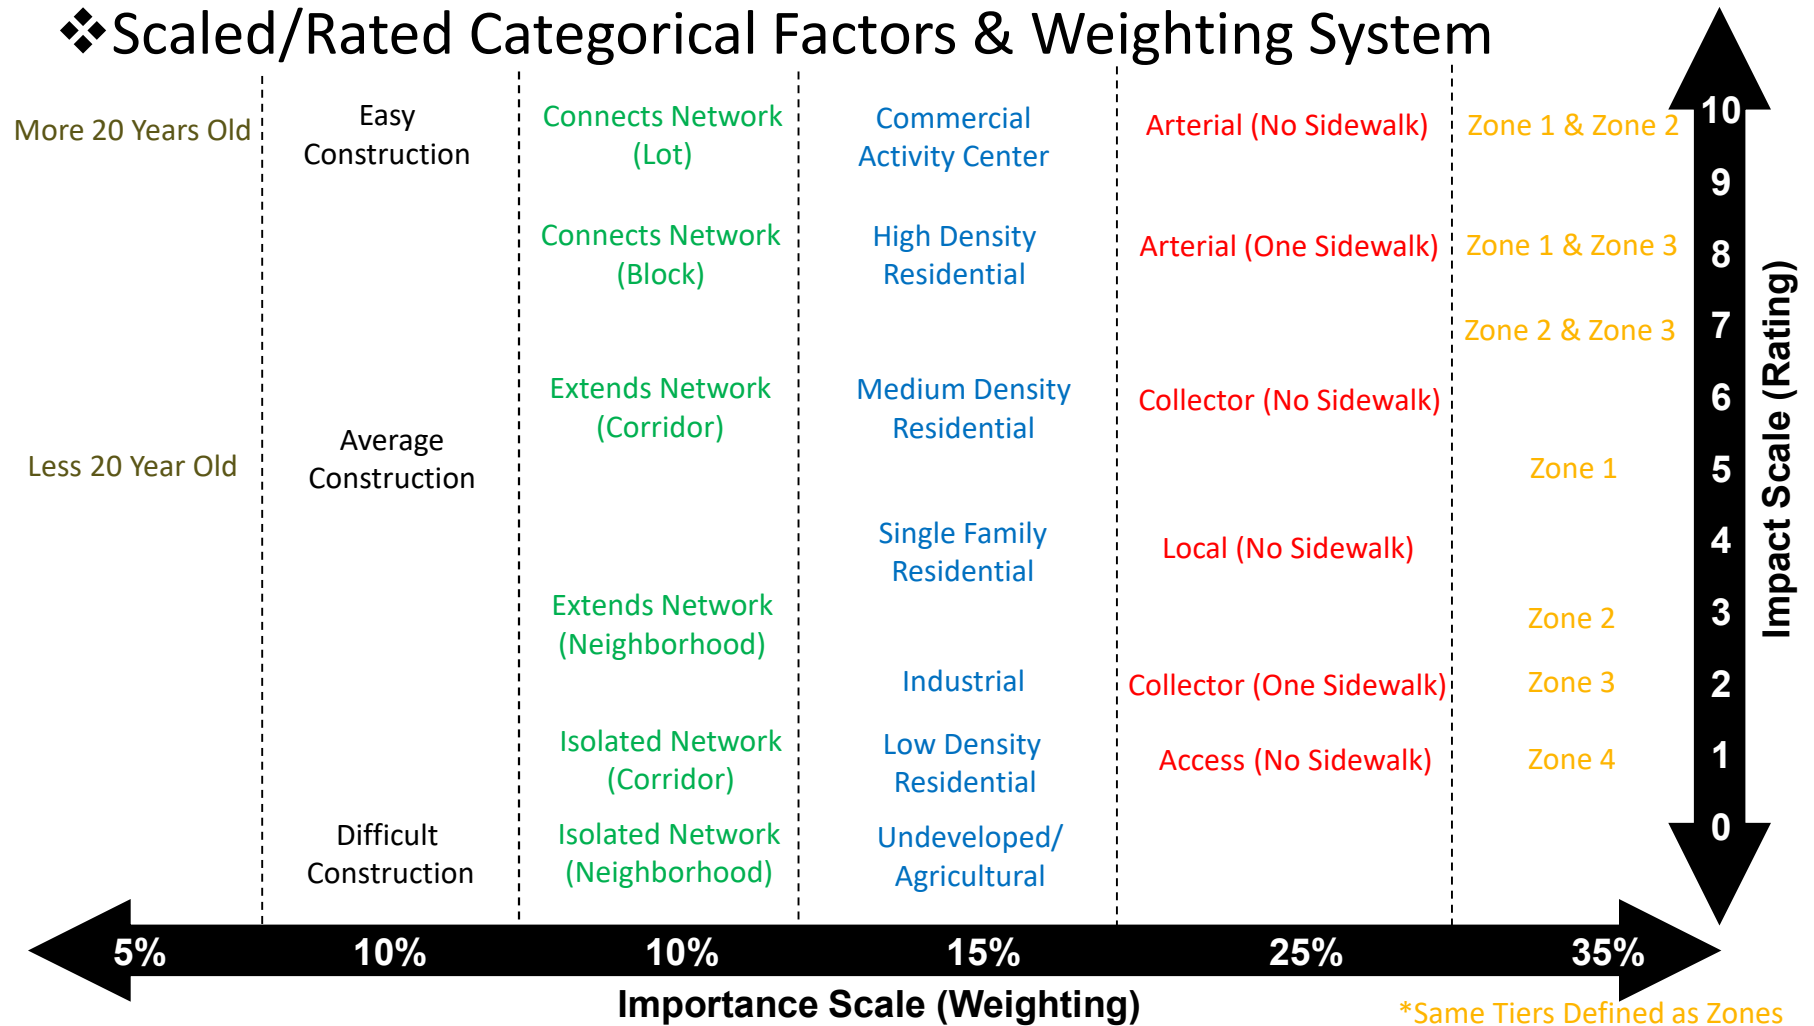 ❖Scaled/Rated Categorical Factors & Weighting System
More 20 Years Old
Less 20 Year Old
Easy
Construction
Average
Construction
Difficult
Construction
Connects Network
(Lot)
Connects Network
(Block)
Extends Network
(Corridor)
Extends Network
(Neighborhood)
Isolated Network
(Corridor)
Isolated Network
(Neighborhood)
Commercial
Activity Center
High Density
Residential
Medium Density
Residential
Single Family
Residential
Industrial
Low Density
Residential
Undeveloped/
Agricultural
Arterial (No Sidewalk)
Arterial (One Sidewalk)
Collector (No Sidewalk)
Local (No Sidewalk)
Collector (One Sidewalk)
Access (No Sidewalk)
Zone 1 & Zone 2
Zone 1 & Zone 3
Zone 2 & Zone 3
Zone 1
Zone 2
Zone 3
Zone 4
10
9
8
7
6
5
4
3
2
1
0
Impact Scale (Rating)
5% 10% 10% 15% 25% 35%
Importance Scale (Weighting)
*Same Tiers Defined as Zones